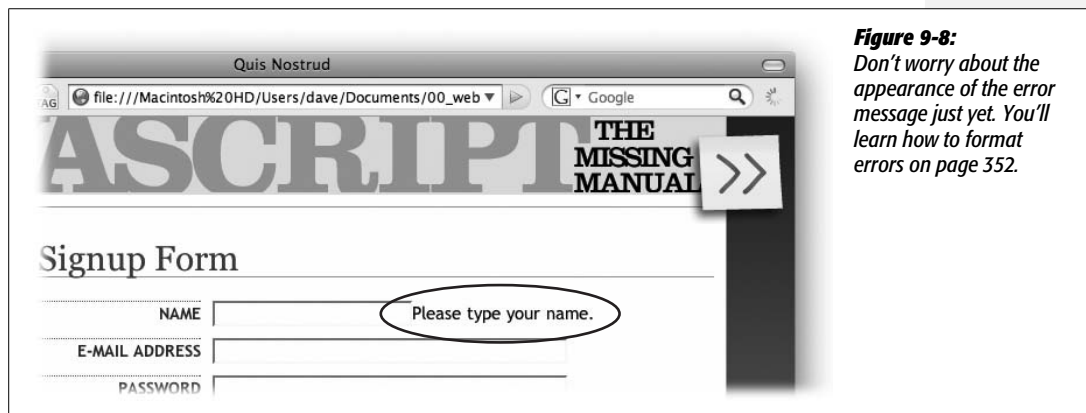 Figure 9-8:
Don't worry about the
appearance of the error
message just yet. You'll
learn how to format
errors on page 352.
Quis Nostrud
TAG file:///Macintosh%20HD/Users/dave/Documents/00_web G Google
ASCRIPT THE
MISSING
MANUAL
>>
Signup Form
NAME Please type your name.
E-MAIL ADDRESS
PASSWORD